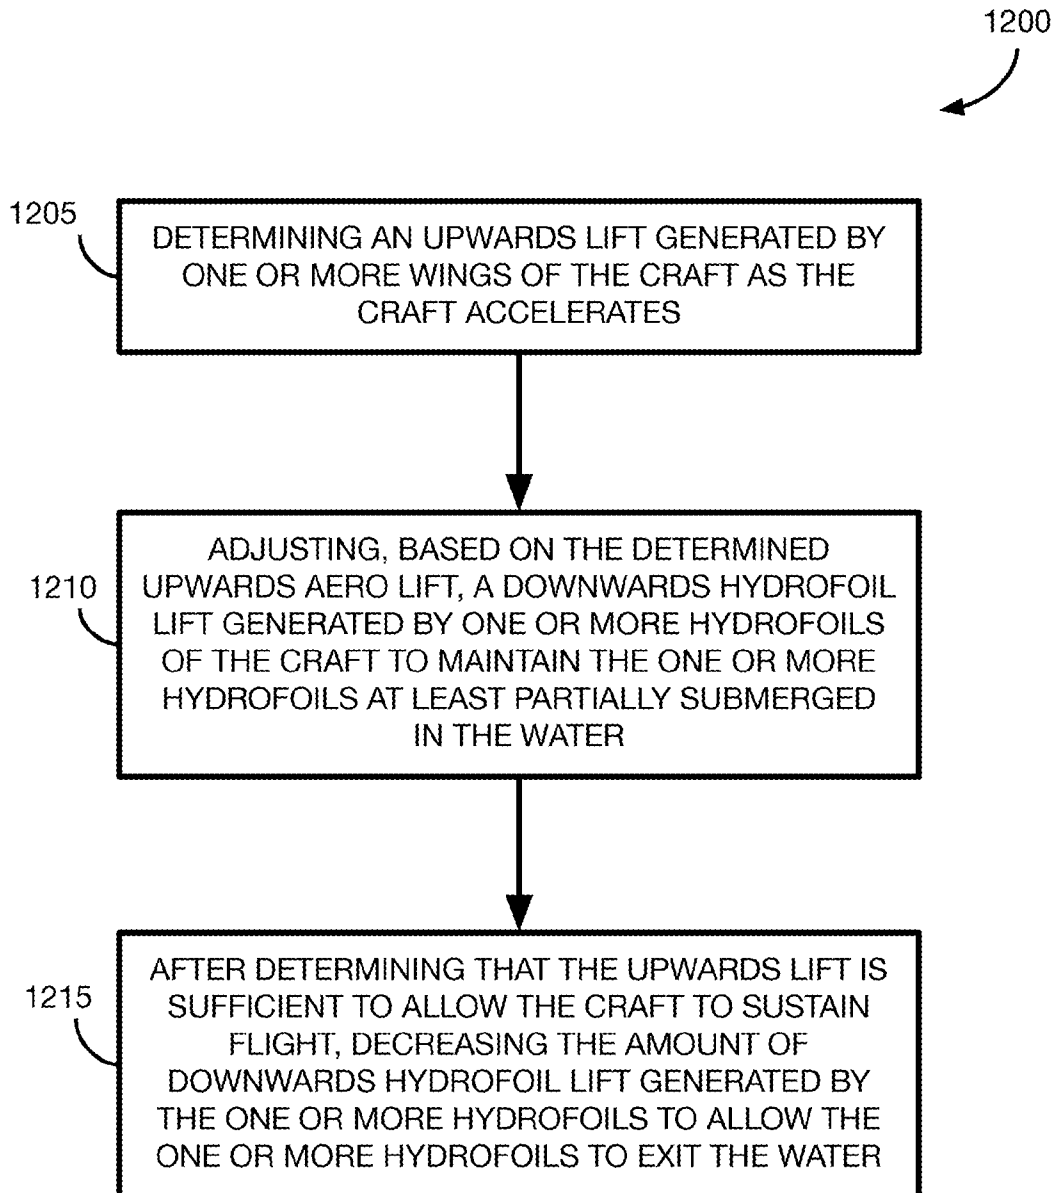 1200
1205
DETERMINING AN UPWARDS LIFT GENERATED BY
ONE OR MORE WINGS OF THE CRAFT AS THE
CRAFT ACCELERATES
1210
ADJUSTING, BASED ON THE DETERMINED
UPWARDS AERO LIFT, A DOWNWARDS HYDROFOIL
LIFT GENERATED BY ONE OR MORE HYDROFOILS
OF THE CRAFT TO MAINTAIN THE ONE OR MORE
HYDROFOILS AT LEAST PARTIALLY SUBMERGED
IN THE WATER
1215
AFTER DETERMINING THAT THE UPWARDS LIFT IS
SUFFICIENT TO ALLOW THE CRAFT TO SUSTAIN
FLIGHT, DECREASING THE AMOUNT OF
DOWNWARDS HYDROFOIL LIFT GENERATED BY
THE ONE OR MORE HYDROFOILS TO ALLOW THE
ONE OR MORE HYDROFOILS TO EXIT THE WATER